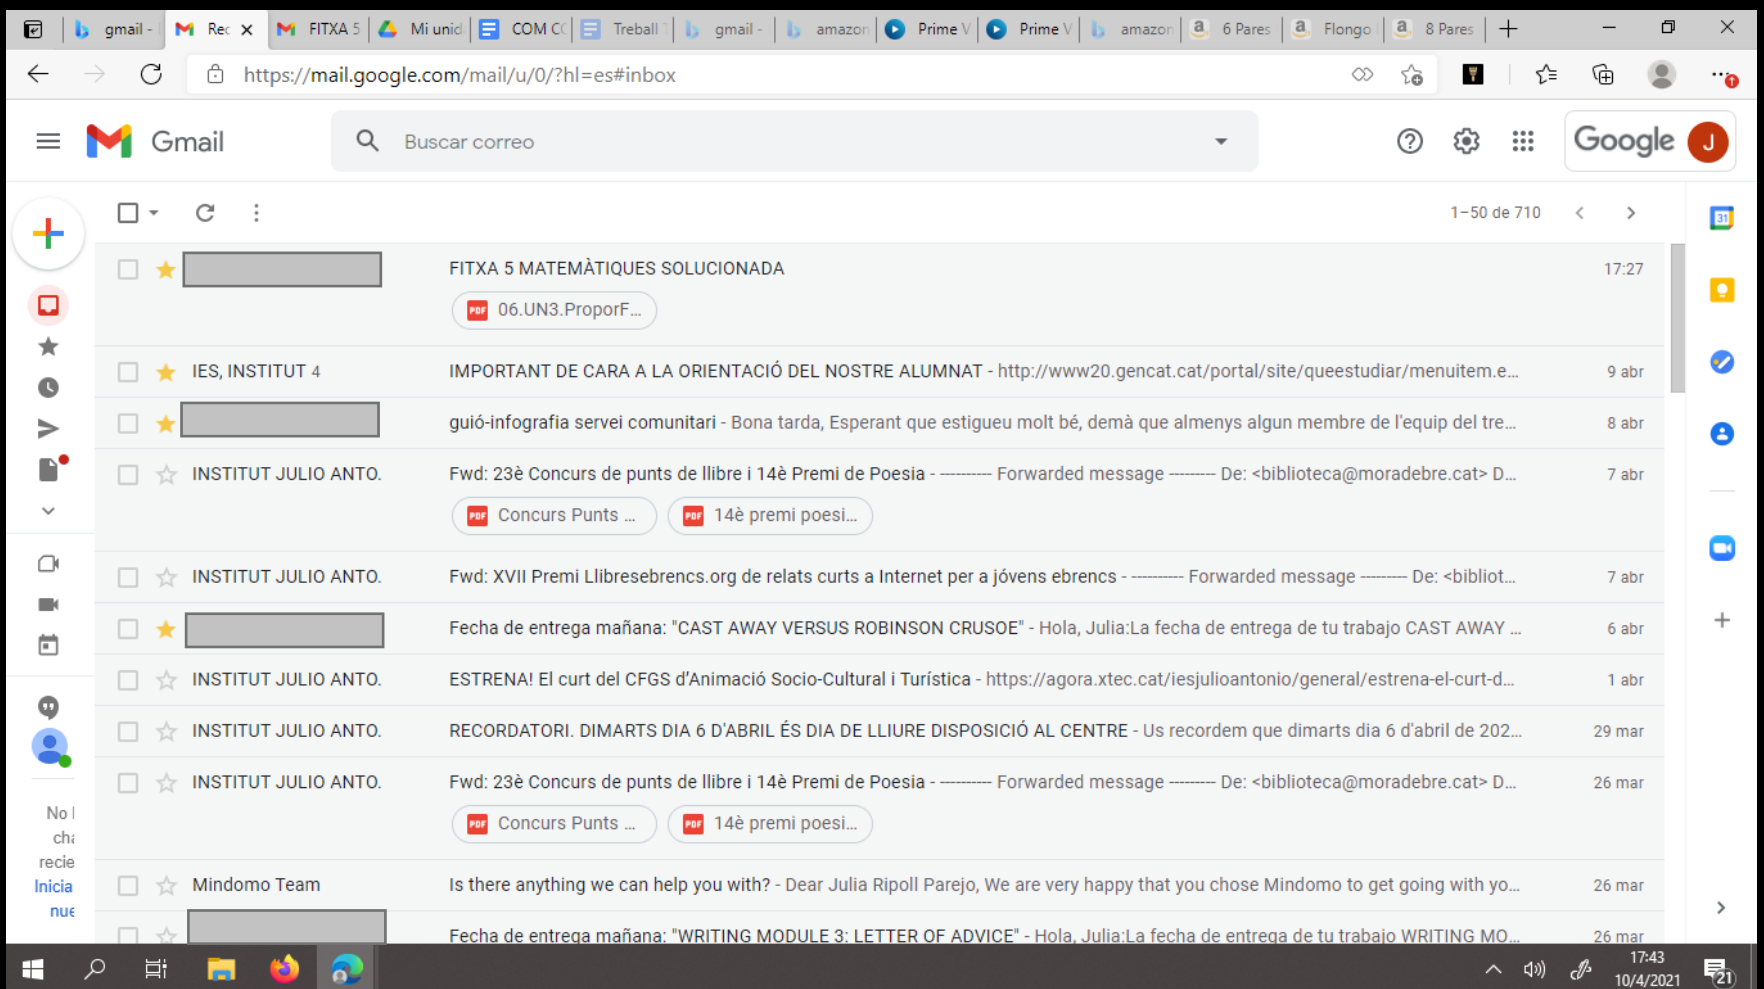 gmail -
Rec
FITXA 5
Mi unid
COM CO
Treball T
gmail -
amazon
Prime V
Prime V
amazon
a 6 Pares
a Flongo
a 8 Pares
https://mail.google.com/mail/u/0/?hl=es#inbox
Gmail
Buscar correo
Google J
1–50 de 710
31
FITXA 5 MATEMÀTIQUES SOLUCIONADA 17:27
PDF 06.UN3.ProporF...
IES, INSTITUT 4 IMPORTANT DE CARA A LA ORIENTACIÓ DEL NOSTRE ALUMNAT - http://www20.gencat.cat/portal/site/queestudiar/menuitem.e... 9 abr
guió-infografia servei comunitari - Bona tarda, Esperant que estigueu molt bé, demà que almenys algun membre de l'equip del tre... 8 abr
INSTITUT JULIO ANTO. Fwd: 23è Concurs de punts de llibre i 14è Premi de Poesia - ---------- Forwarded message --------- De: <biblioteca@moradebre.cat> D... 7 abr
PDF Concurs Punts ... PDF 14è premi poesi...
INSTITUT JULIO ANTO. Fwd: XVII Premi Llibresebrencs.org de relats curts a Internet per a jóvens ebrencs - ---------- Forwarded message --------- De: <bibliot... 7 abr
Fecha de entrega mañana: "CAST AWAY VERSUS ROBINSON CRUSOE" - Hola, Julia:La fecha de entrega de tu trabajo CAST AWAY ... 6 abr
INSTITUT JULIO ANTO. ESTRENA! El curt del CFGS d'Animació Socio-Cultural i Turística - https://agora.xtec.cat/iesjulioantonio/general/estrena-el-curt-d... 1 abr
INSTITUT JULIO ANTO. RECORDATORI. DIMARTS DIA 6 D'ABRIL ÉS DIA DE LLIURE DISPOSICIÓ AL CENTRE - Us recordem que dimarts dia 6 d'abril de 202... 29 mar
INSTITUT JULIO ANTO. Fwd: 23è Concurs de punts de llibre i 14è Premi de Poesia - ---------- Forwarded message --------- De: <biblioteca@moradebre.cat> D... 26 mar
PDF Concurs Punts ... PDF 14è premi poesi...
Mindomo Team Is there anything we can help you with? - Dear Julia Ripoll Parejo, We are very happy that you chose Mindomo to get going with yo... 26 mar
Fecha de entrega mañana: "WRITING MODULE 3: LETTER OF ADVICE" - Hola, Julia:La fecha de entrega de tu trabajo WRITING MO... 26 mar
No
cha
recie
Inicia
nue
17:43
10/4/2021
21